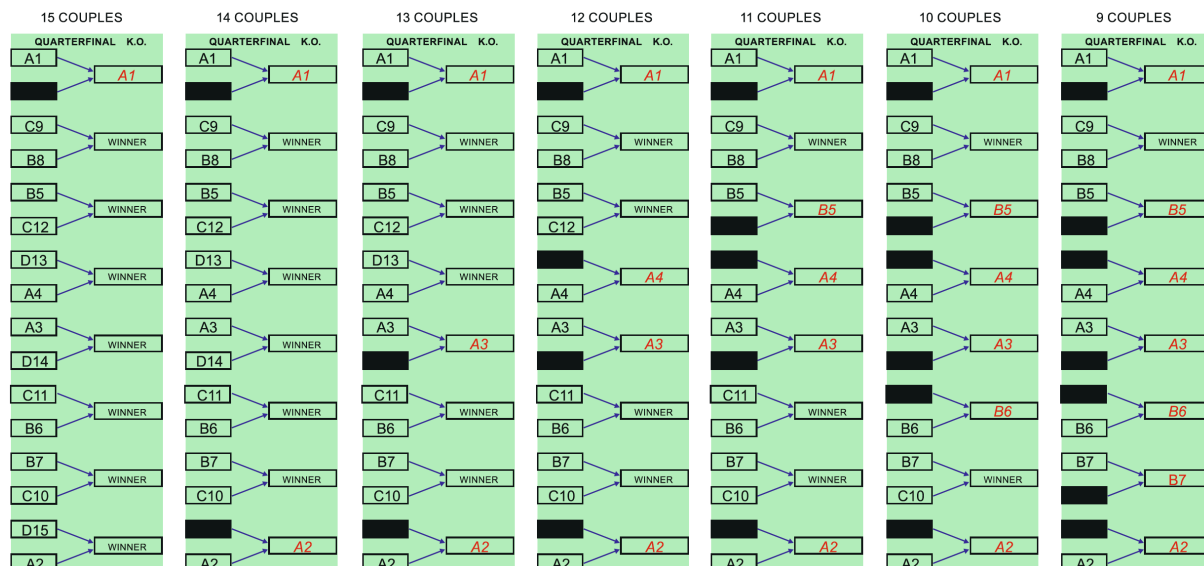 15 COUPLES
QUARTERFINAL K.O.
A1
A1
C9
WINNER
B8
B5
WINNER
C12
D13
WINNER
A4
A3
WINNER
D14
C11
WINNER
B6
B7
WINNER
C10
D15
WINNER
A2
14 COUPLES
QUARTERFINAL K.O.
A1
A1
C9
WINNER
B8
B5
WINNER
C12
D13
WINNER
A4
A3
WINNER
D14
C11
WINNER
B6
B7
WINNER
C10
A2
A2
13 COUPLES
QUARTERFINAL K.O.
A1
A1
C9
WINNER
B8
B5
WINNER
C12
D13
WINNER
A4
A3
A3
C11
WINNER
B6
B7
WINNER
C10
A2
A2
12 COUPLES
QUARTERFINAL K.O.
A1
A1
C9
WINNER
B8
B5
WINNER
C12
A4
A4
A3
A3
C11
WINNER
B6
B7
WINNER
C10
A2
A2
11 COUPLES
QUARTERFINAL K.O.
A1
A1
C9
WINNER
B8
B5
B5
A4
A4
A3
A3
C11
WINNER
B6
B7
WINNER
C10
A2
A2
10 COUPLES
QUARTERFINAL K.O.
A1
A1
C9
WINNER
B8
B5
B5
A4
A4
A3
A3
B6
B6
B7
WINNER
C10
A2
A2
9 COUPLES
QUARTERFINAL K.O.
A1
A1
C9
WINNER
B8
B5
B5
A4
A4
A3
A3
B6
B6
B7
B7
A2
A2